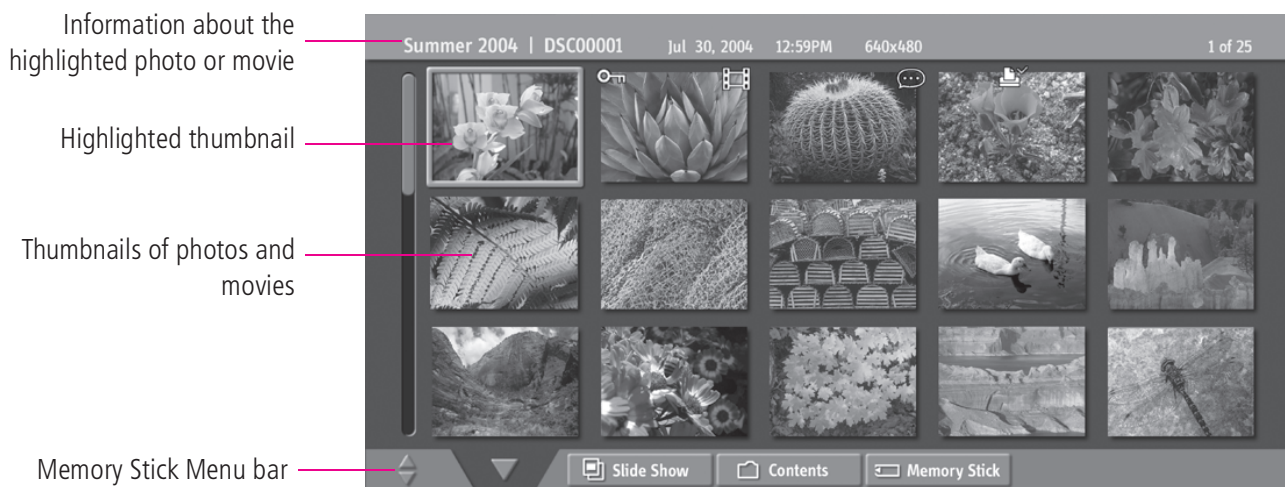 Information about the
highlighted photo or movie
Summer 2004 | DSC00001 Jul 30, 2004 12:59PM 640x480 1 of 25
Highlighted thumbnail
Thumbnails of photos and
movies
Memory Stick Menu bar
Slide Show Contents Memory Stick